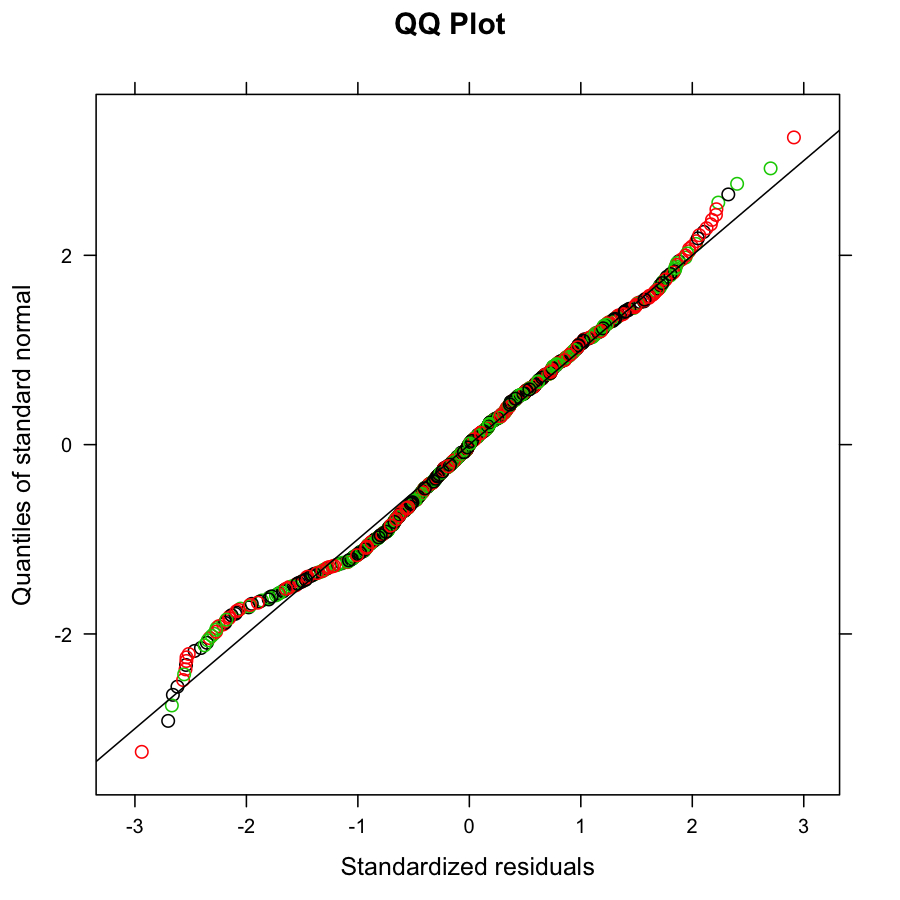 QQ Plot
Quantiles of standard normal
2
0
-2
-3 -2 -1 0 1 2 3
Standardized residuals